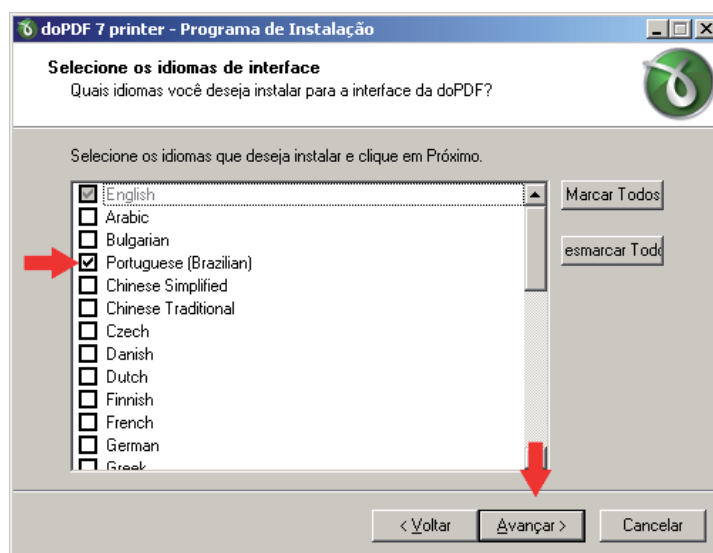 doPDF 7 printer - Programa de Instalação
Selecione os idiomas de interface
Quais idiomas você deseja instalar para a interface da doPDF?
Selecione os idiomas que deseja instalar e clique em Próximo.
English
Marcar Todos
Arabic
Bulgarian
esmarcar Todo
Portuguese (Brazilian)
Chinese Simplified
Chinese Traditional
Czech
Danish
Dutch
Finnish
French
German
Greek
< Voltar
Avançar >
Cancelar